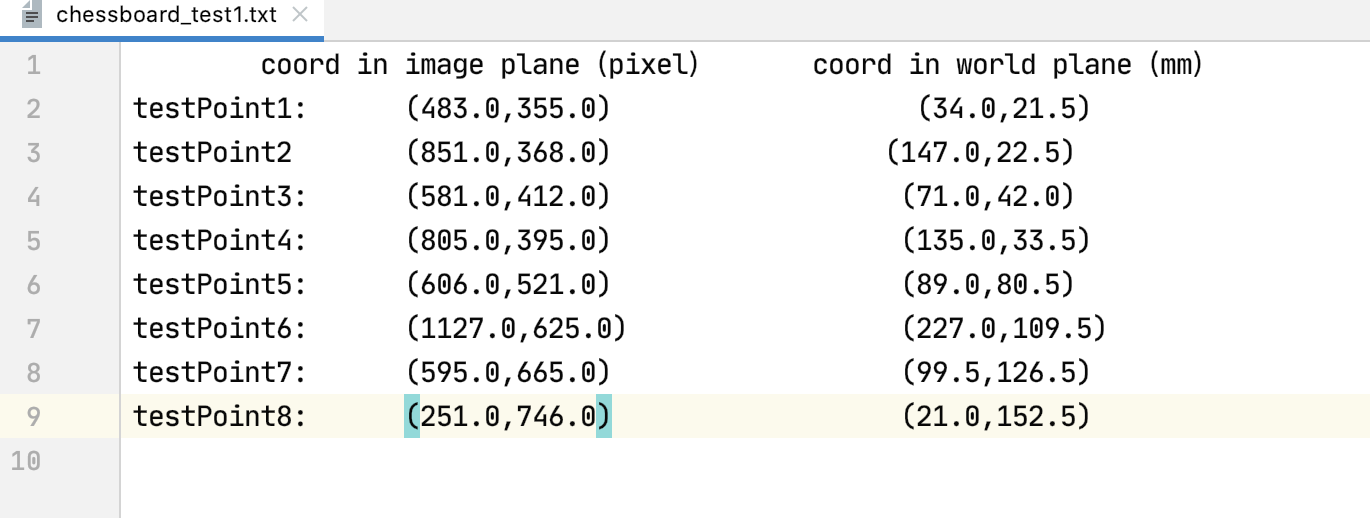 chessboard_test1.txt
1 coord in image plane (pixel) coord in world plane (mm)
2 testPoint1: (483.0,355.0) (34.0,21.5)
3 testPoint2 (851.0,368.0) (147.0,22.5)
4 testPoint3: (581.0,412.0) (71.0,42.0)
5 testPoint4: (805.0,395.0) (135.0,33.5)
6 testPoint5: (606.0,521.0) (89.0,80.5)
7 testPoint6: (1127.0,625.0) (227.0,109.5)
8 testPoint7: (595.0,665.0) (99.5,126.5)
9 testPoint8: (251.0,746.0) (21.0,152.5)
10